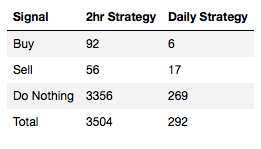 Signal 2hr Strategy Daily Strategy
Buy 92 6
Sell 56 17
Do Nothing 3356 269
Total 3504 292